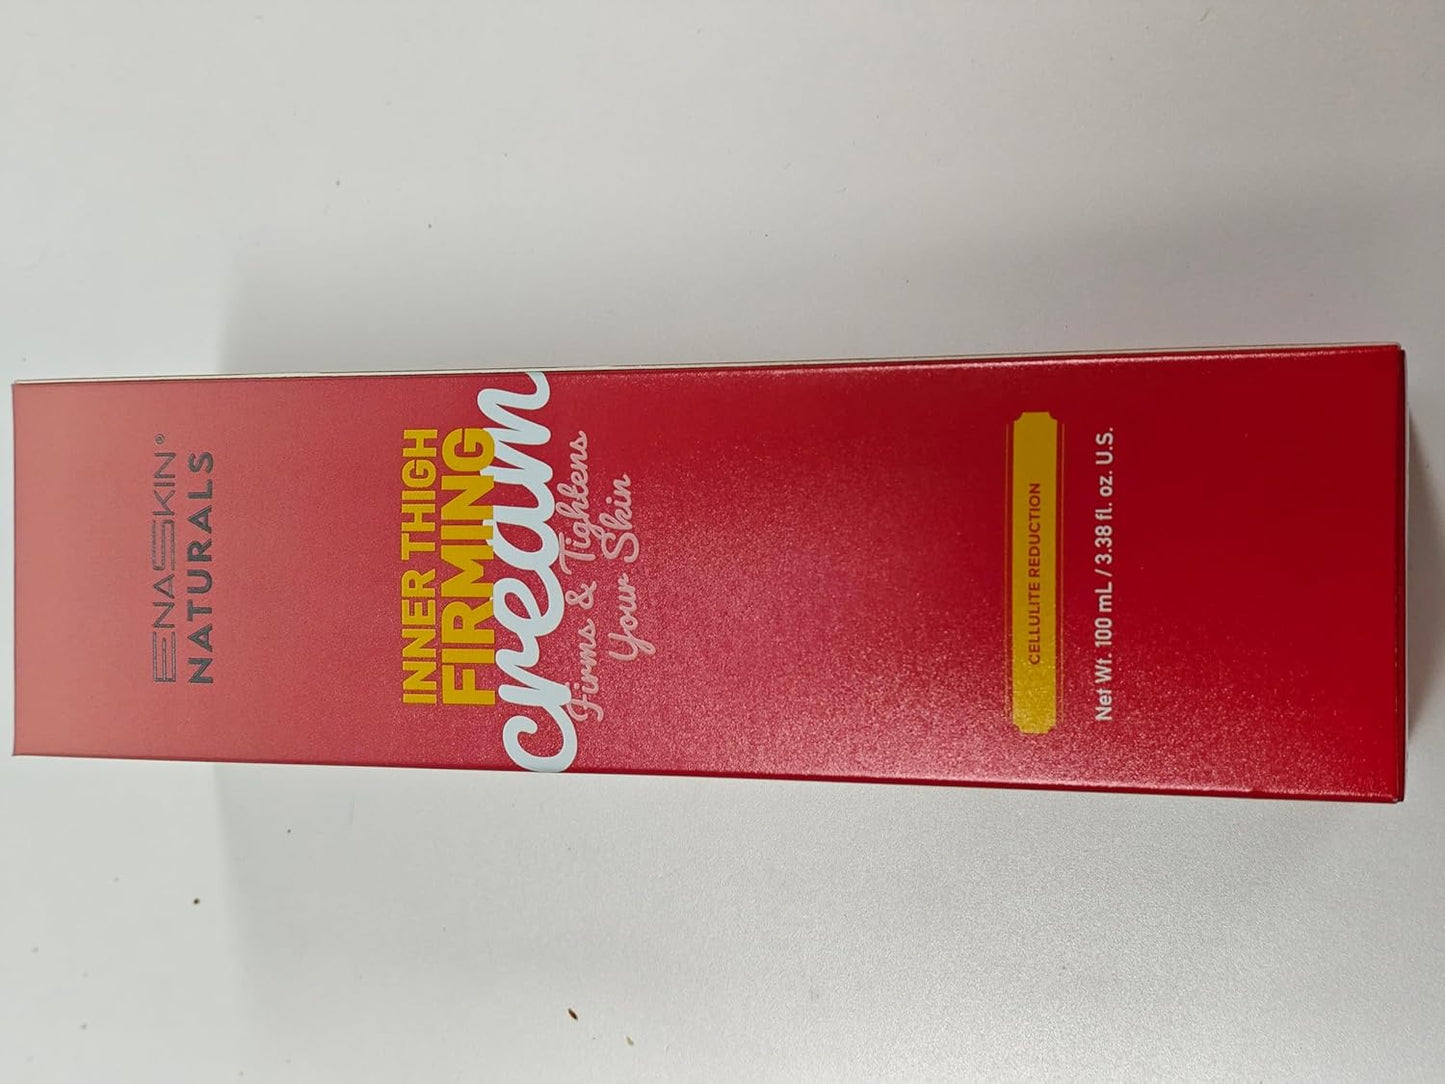 ENASKIN®
NATURALS
INNER THIGH
FIRMING
cream
Firms & Tightens
Your Skin
CELLULITE REDUCTION
Net Wt. 100 mL / 3.38 fl. oz. U.S.